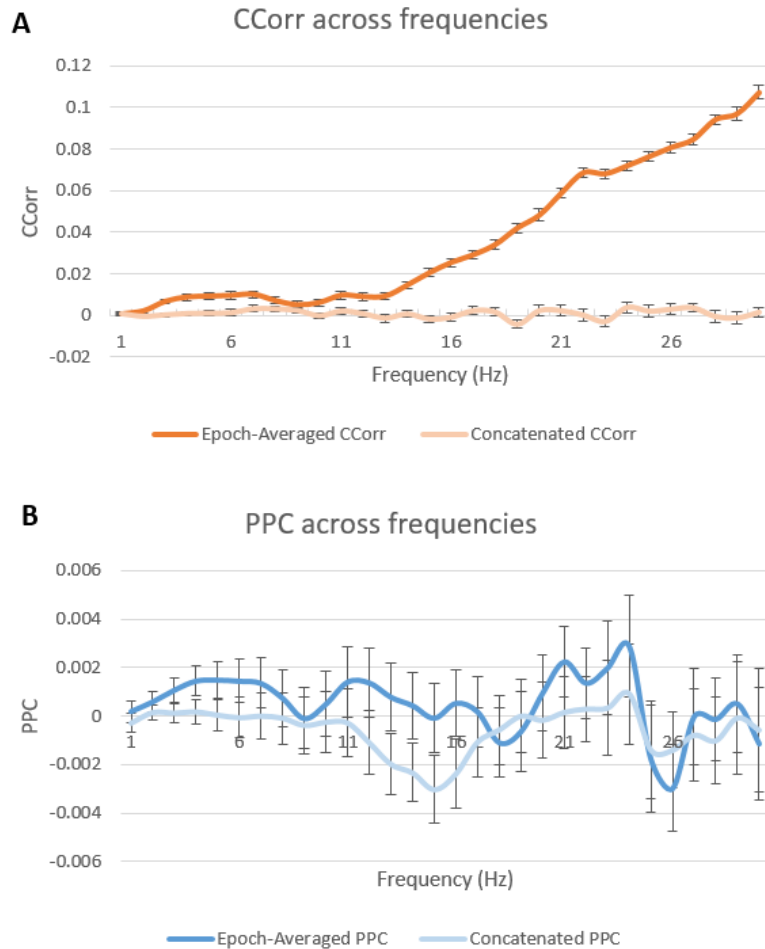 A
CCorr across frequencies
0.12
0.1
0.08
0.06
0.04
0.02
0
-0.02
CCorr
1 6 11 16 21 26
Frequency (Hz)
Epoch-Averaged CCorr Concatenated CCorr
B
PPC across frequencies
0.006
0.004
0.002
0
-0.002
-0.004
-0.006
PPC
1 6 11 16 21 26
Frequency (Hz)
Epoch-Averaged PPC Concatenated PPC